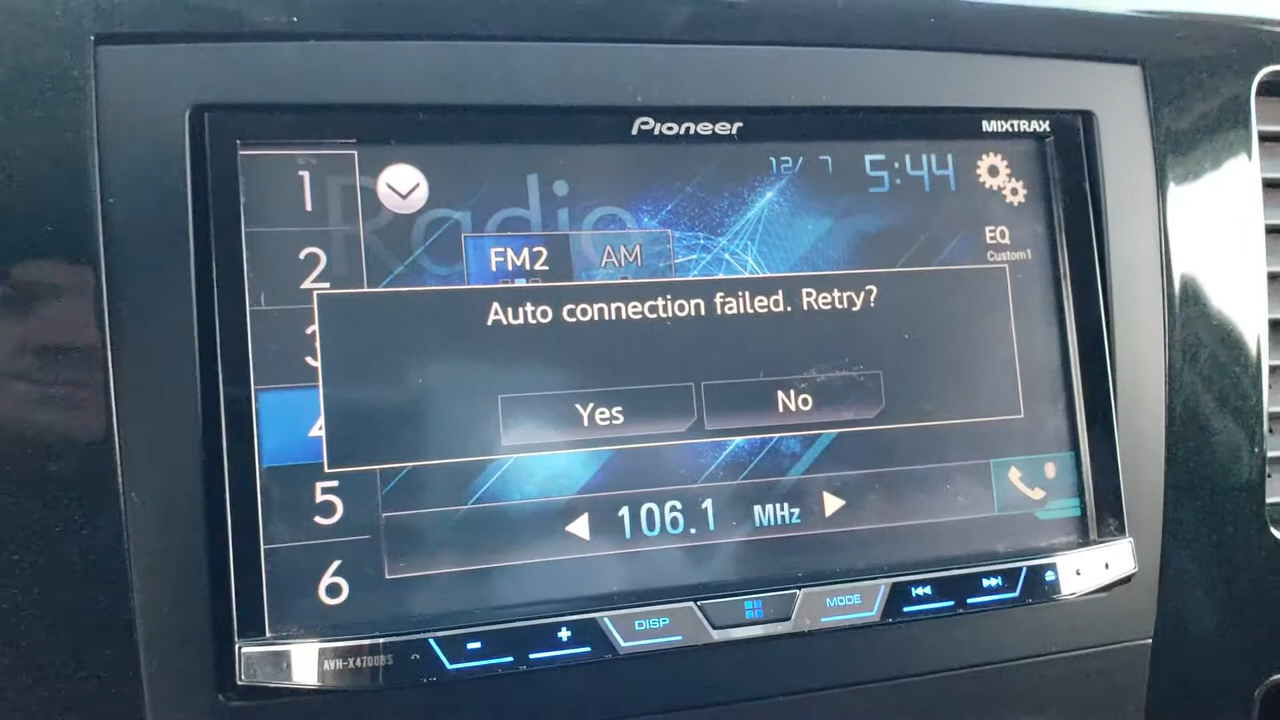 Pioneer
MIXTRAX
1
Radio
12/ 7
5:44
2
FM2
AM
EQ
Custom1
Auto connection failed. Retry?
Yes
No
5
106.1 MHz
6
- + DISP MODE
AVH-X4700BS